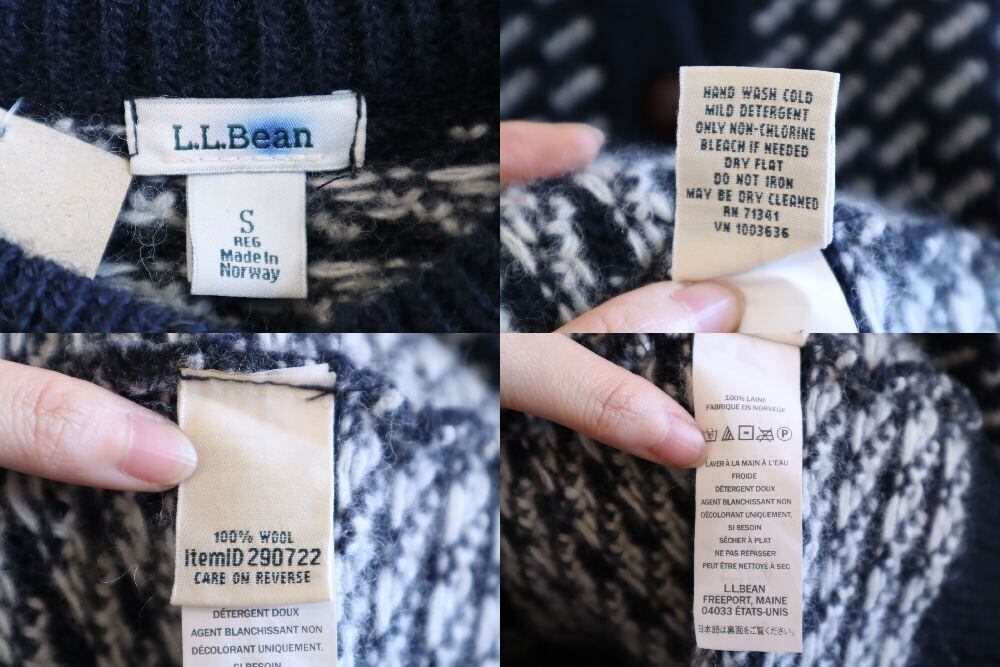 L.L.Bean
S
REG
Made in
Norway
HAND WASH COLD
MILD DETERGENT
ONLY NON-CHLORINE
BLEACH IF NEEDED
DRY FLAT
DO NOT IRON
MAY BE DRY CLEANED
RN 71341
VN 1003636
100% WOOL
ItemID 290722
CARE ON REVERSE
DÉTERGENT DOUX
AGENT BLANCHISSANT NON
DÉCOLORANT UNIQUEMENT.
SI BESOIN
100% LAINE
FABRIQUE EN NORVEGE
P
LAVER À LA MAIN À L'EAU
FROIDE
DÉTERGENT DOUX
AGENT BLANCHISSANT NON
DÉCOLORANT UNIQUEMENT.
SI BESOIN
SÉCHER À PLAT
NE PAS REPASSER
PEUT ÊTRE NETTOYÉ À SEC
L.L.BEAN
FREEPORT, MAINE
04033 ÉTATS-UNIS
日本語は裏面をご覧ください。